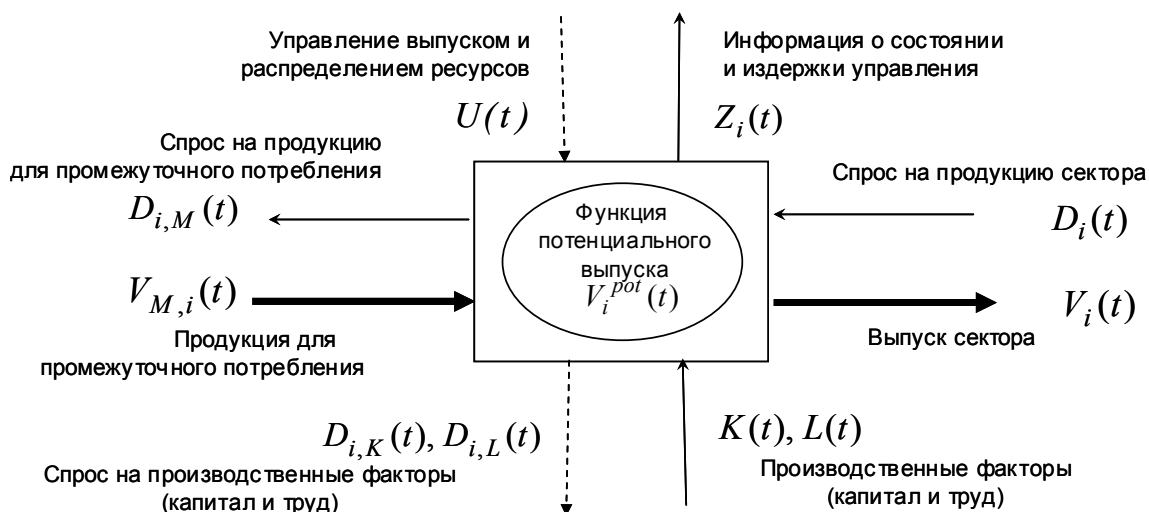 Управление выпуском и
распределением ресурсов
U(t)
Информация о состоянии
и издержки управления
Z_i(t)
Спрос на продукцию
для промежуточного потребления
D_{i,M}(t)
Спрос на продукцию сектора
D_i(t)
Функция
потенциального
выпуска
V_i^{pot}(t)
V_{M,i}(t)
Продукция для
промежуточного потребления
V_i(t)
Выпуск сектора
D_{i,K}(t), D_{i,L}(t)
Спрос на производственные факторы
(капитал и труд)
K(t), L(t)
Производственные факторы
(капитал и труд)